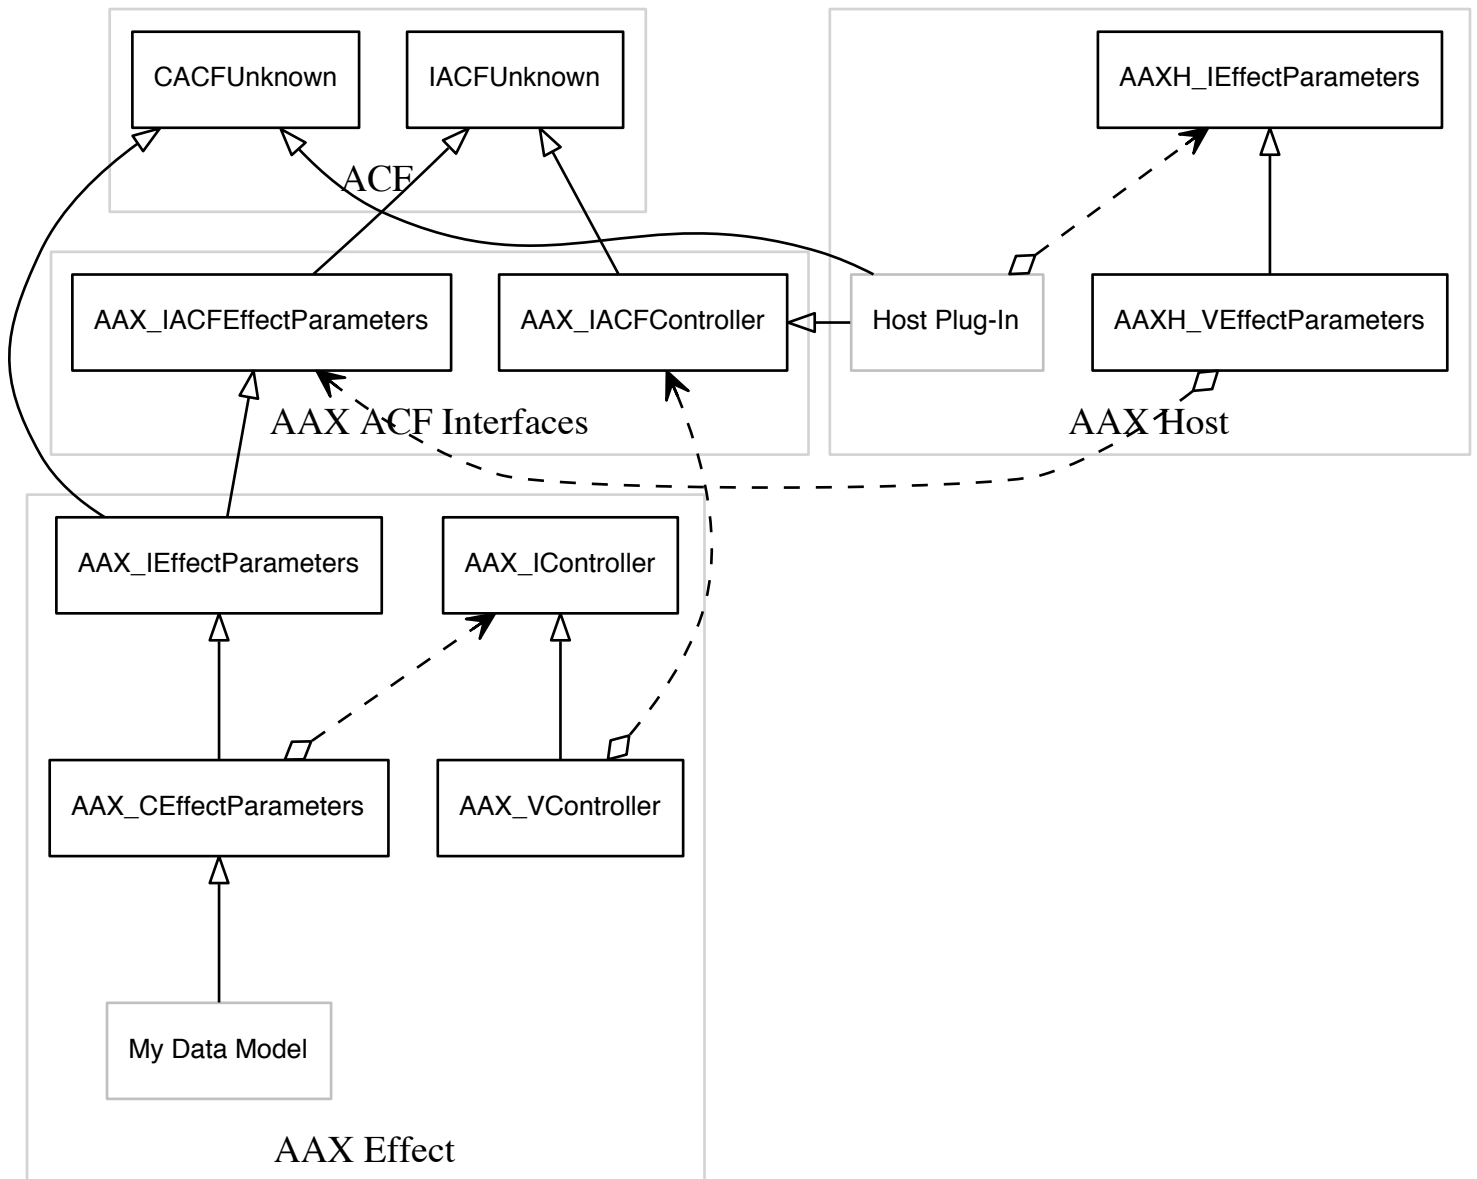 CACFUnknown
IACFUnknown
AAXH_IEffectParameters
ACF
AAX_IACFEffectParameters
AAX_IACFController
Host Plug-In
AAXH_VEffectParameters
AAX ACF Interfaces
AAX Host
AAX_IEffectParameters
AAX_IController
AAX_CEffectParameters
AAX_VController
My Data Model
AAX Effect